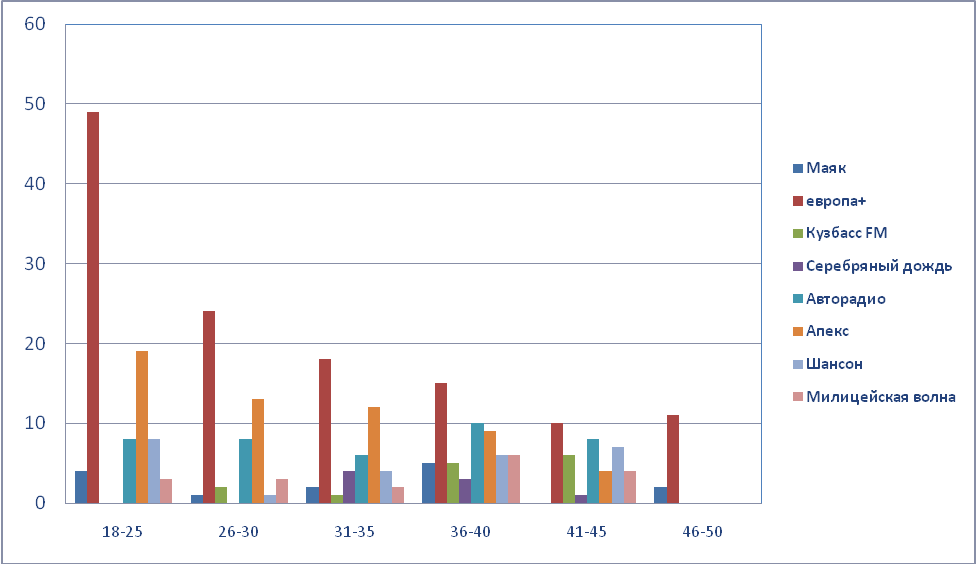 60
50
40
30
20
10
0
18-25 26-30 31-35 36-40 41-45 46-50
Маяк
европа+
Кузбасс FM
Серебряный дождь
Авторадио
Апекс
Шансон
Милицейская волна